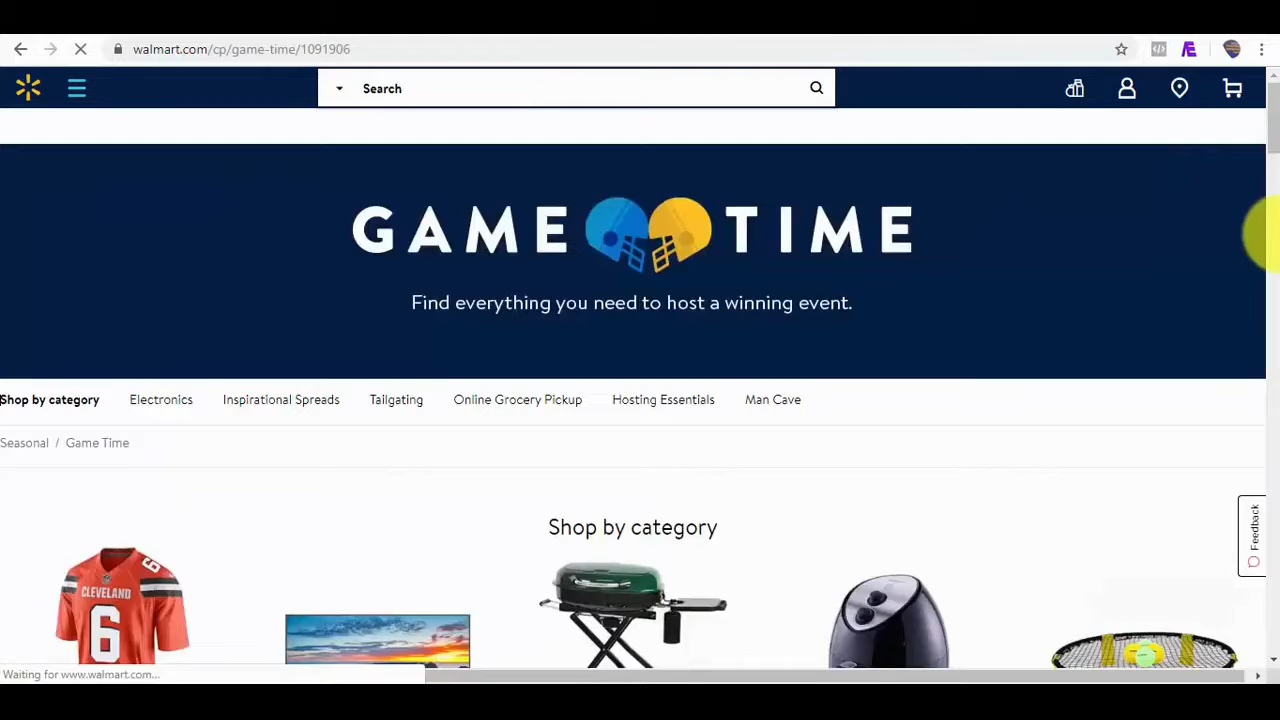 walmart.com/cp/game-time/1091906
Search
GAME TIME
Find everything you need to host a winning event.
Shop by category Electronics Inspirational Spreads Tailgating Online Grocery Pickup Hosting Essentials Man Cave
Seasonal / Game Time
Feedback
Shop by category
CLEVELAND
6
6
Waiting for www.walmart.com...